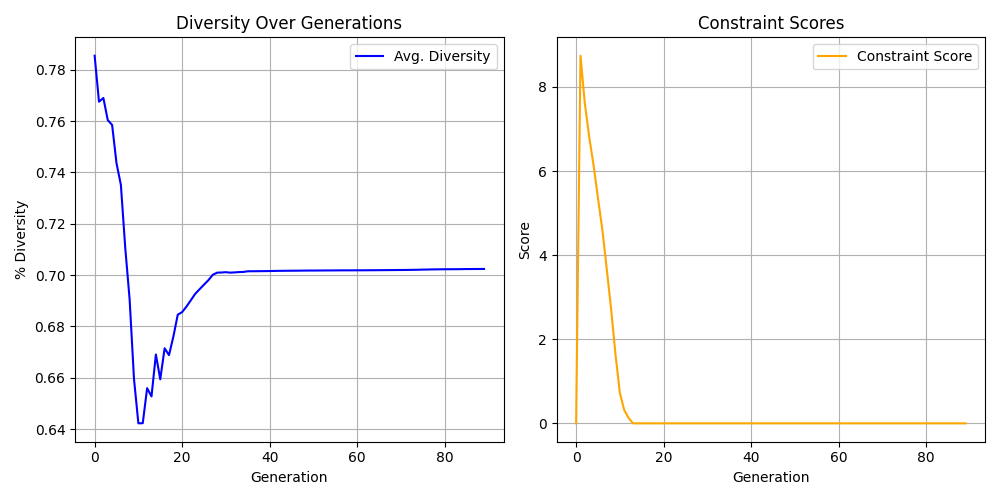 Diversity Over Generations
Avg. Diversity
% Diversity
0.78
0.76
0.74
0.72
0.70
0.68
0.66
0.64
0 20 40 60 80
Generation
Constraint Scores
Constraint Score
Score
8
6
4
2
0
0 20 40 60 80
Generation